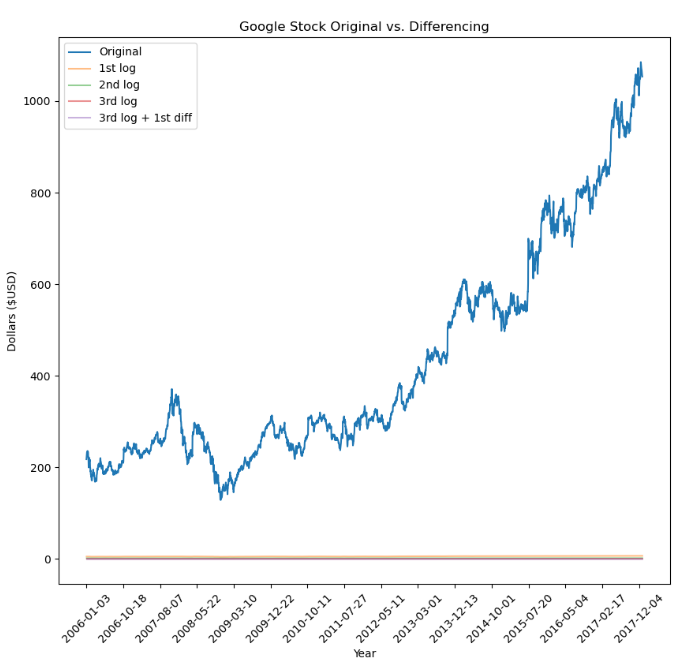 Google Stock Original vs. Differencing
Original
1st log
2nd log
3rd log
3rd log + 1st diff
Dollars ($USD)
1000
800
600
400
200
0
2006-01-03
2006-10-18
2007-08-07
2008-05-22
2009-03-10
2009-12-22
2010-10-11
2011-07-27
2012-05-11
2013-03-01
2013-12-13
2014-10-01
2015-07-20
2016-05-04
2017-02-17
2017-12-04
Year